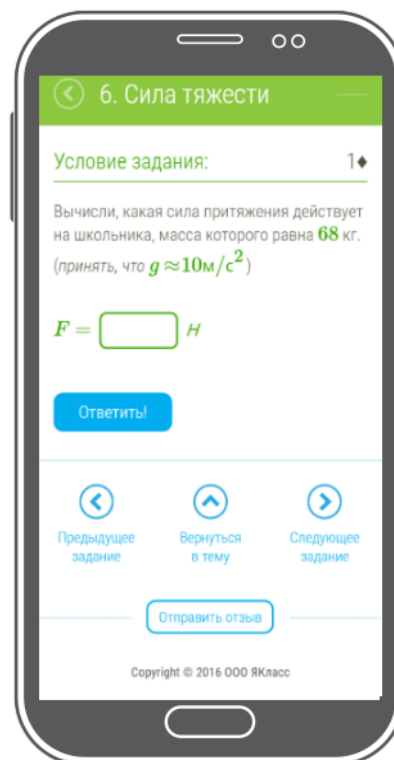 6. Сила тяжести
Условие задания: 1♦
Вычисли, какая сила притяжения действует
на школьника, масса которого равна 68 кг.
(принять, что g ≈10м/с²)
F = Н
Ответить!
Предыдущее задание
Вернуться в тему
Следующее задание
Отправить отзыв
Copyright © 2016 ООО ЯКласс